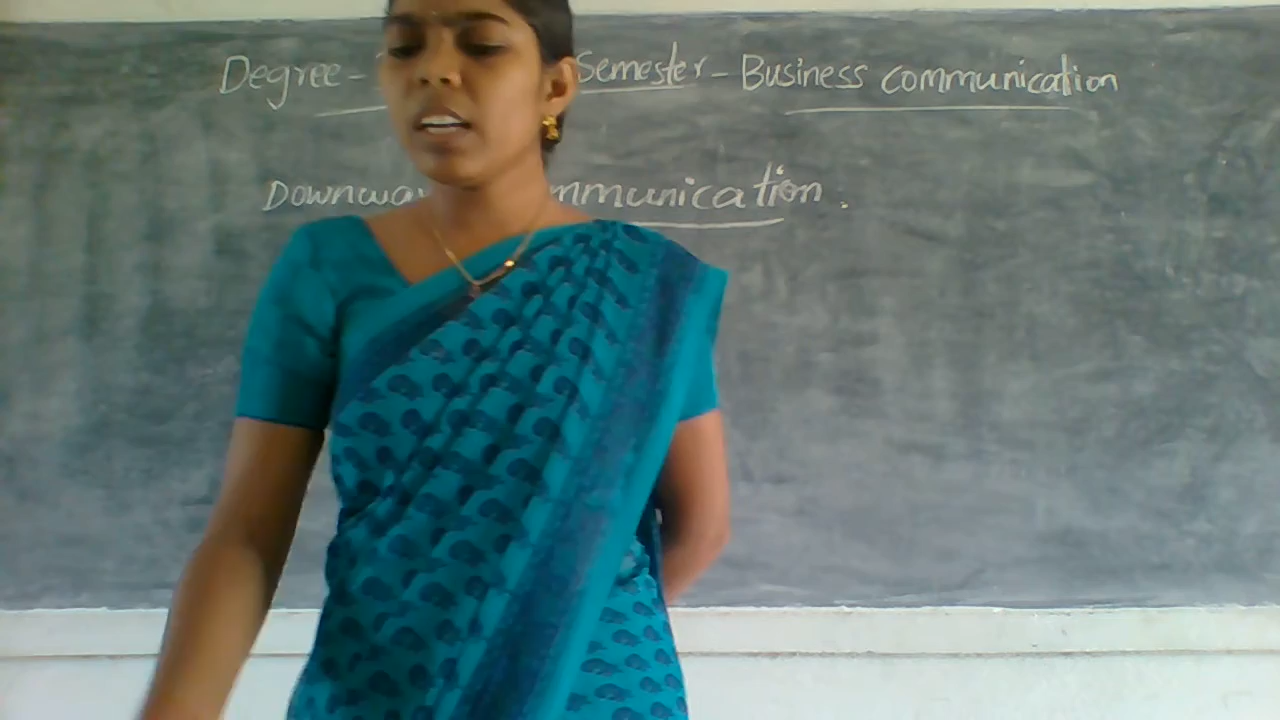 Degree - Semester - Business communication
Downwa mmunication.